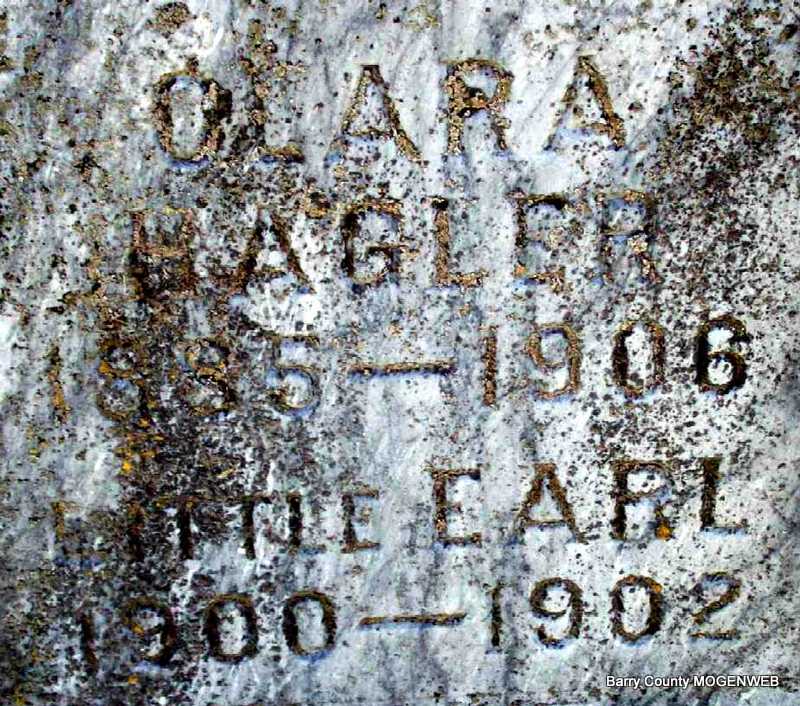 CLARA
HAGLER
1885—1906
LITTLE EARL
1900—1902
Barry County MOGENWEB